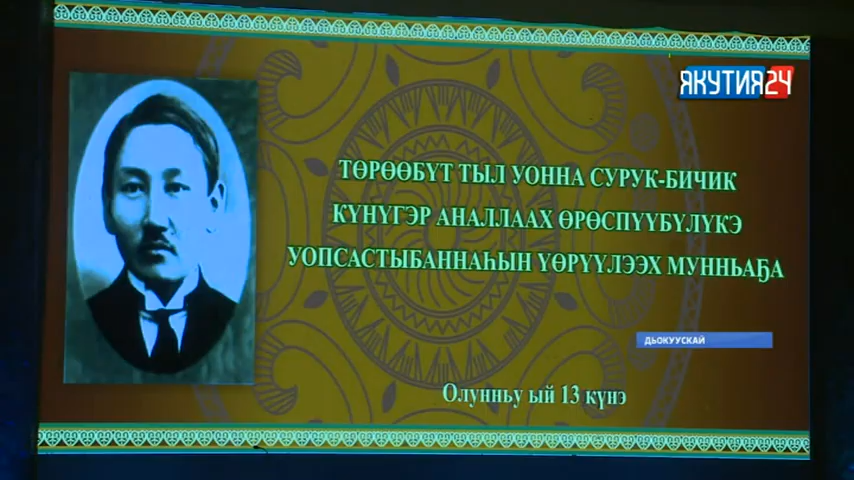 ЯКУТИЯ24
ТӨРӨӨБҮТ ТЫЛ УОННА СУРУК-БИЧИК
КҮНҮГЭР АНАЛЛААХ ӨРӨСПҮҮБҮЛҮКЭ
УОПСАСТЫБАННАҺЫН ҮӨРҮҮЛЭЭХ МУННЬАҔА
ДЬОКУУСКАЙ
Олунньу ый 13 күнэ